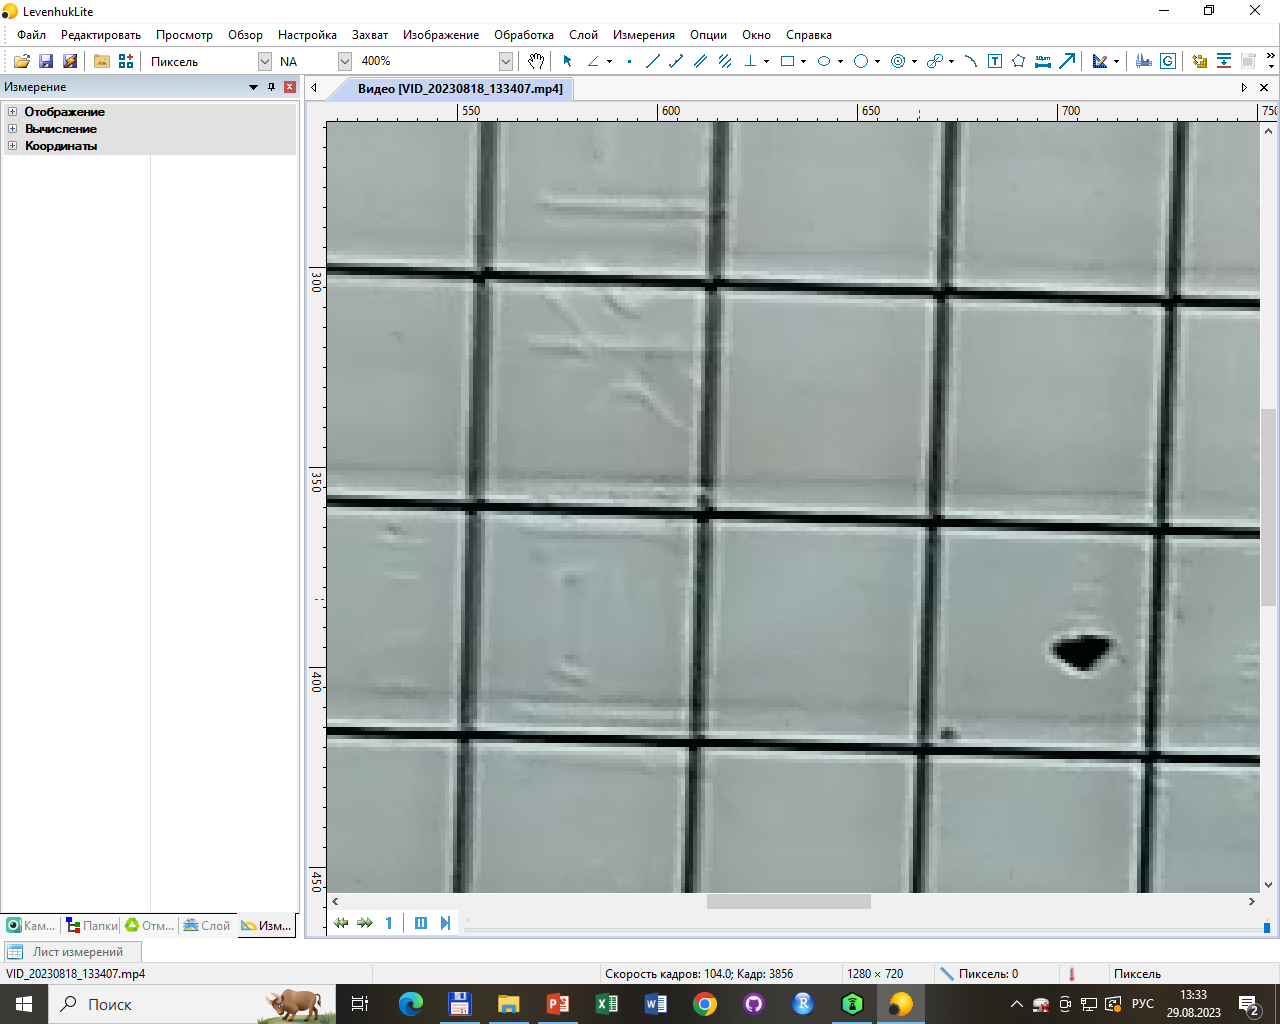 LevenhukLite
Файл Редактировать Просмотр Обзор Настройка Захват Изображение Обработка Слой Измерения Опции Окно Справка
Пиксель NA 400%
Измерение
Видео [VID_20230818_133407.mp4]
Отображение
Вычисление
Координаты
550 600 650 700 750
300
350
400
450
1
Кам... Папки Отм... Слой Изм...
Лист измерений
VID_20230818_133407.mp4 Скорость кадров: 104.0; Кадр: 3856 1280 × 720 Пиксель: 0 Пиксель
Поиск
РУС
13:33
29.08.2023
2